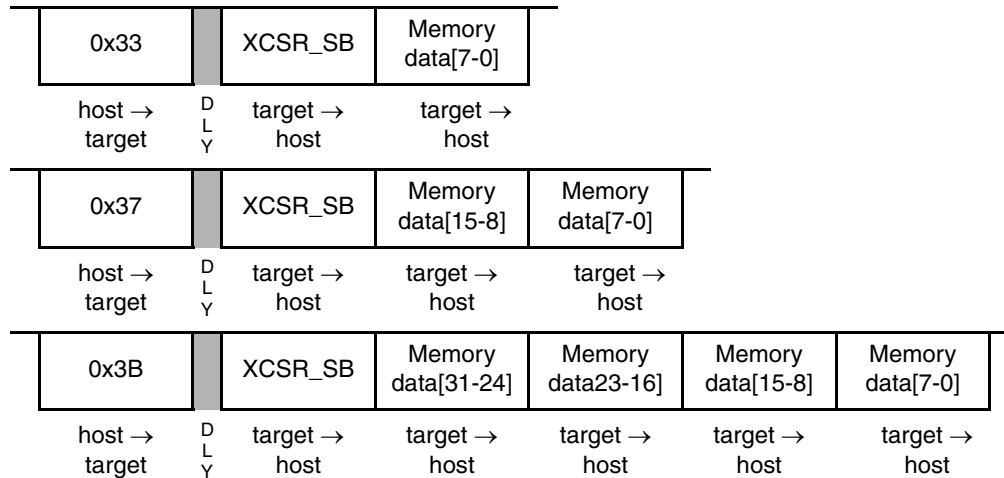 0x33 XCSR_SB Memory
data[7-0]
host → D
L
Y target → target →
target host host
0x37 XCSR_SB Memory Memory
data[15-8] data[7-0]
host → D
L
Y target → target → target →
target host host host
0x3B XCSR_SB Memory Memory Memory Memory
data[31-24] data23-16] data[15-8] data[7-0]
host → D
L
Y target → target → target → target → target →
target host host host host host